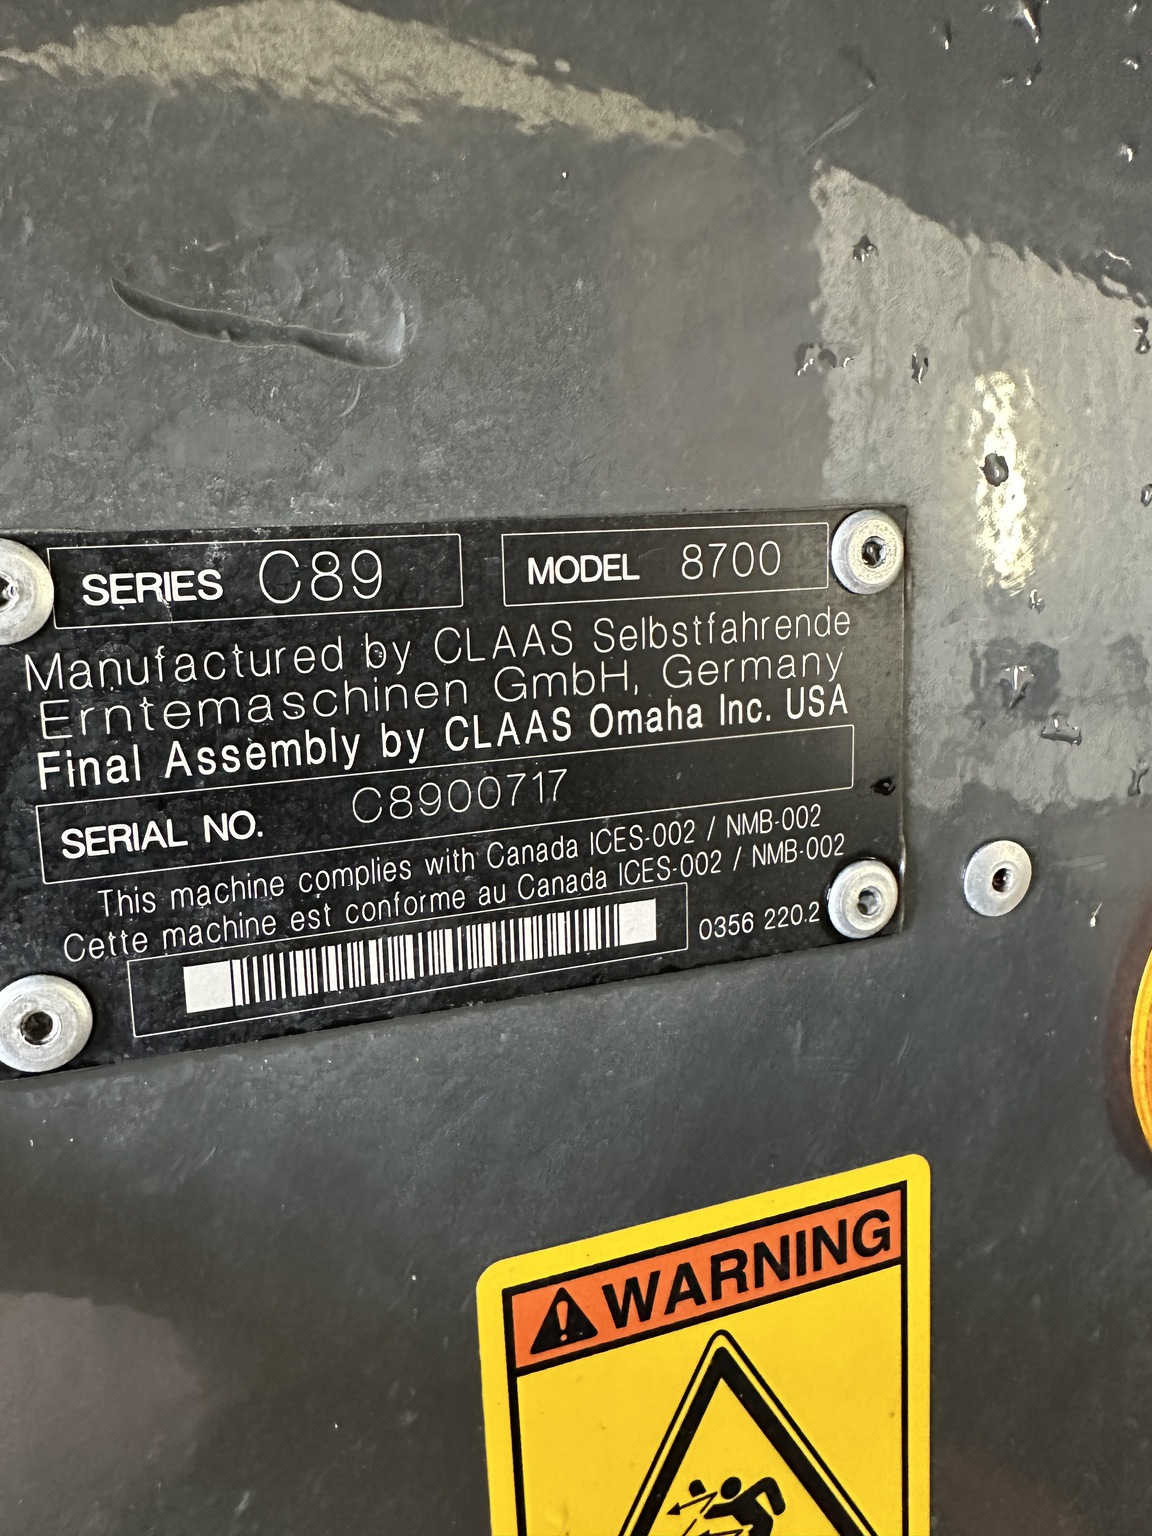 SERIES C89
MODEL 8700
Manufactured by CLAAS Selbstfahrende
Erntemaschinen GmbH, Germany
Final Assembly by CLAAS Omaha Inc. USA
SERIAL NO. C8900717
This machine complies with Canada ICES-002 / NMB-002
Cette machine est conforme au Canada ICES-002 / NMB-002
0356 220.2
WARNING